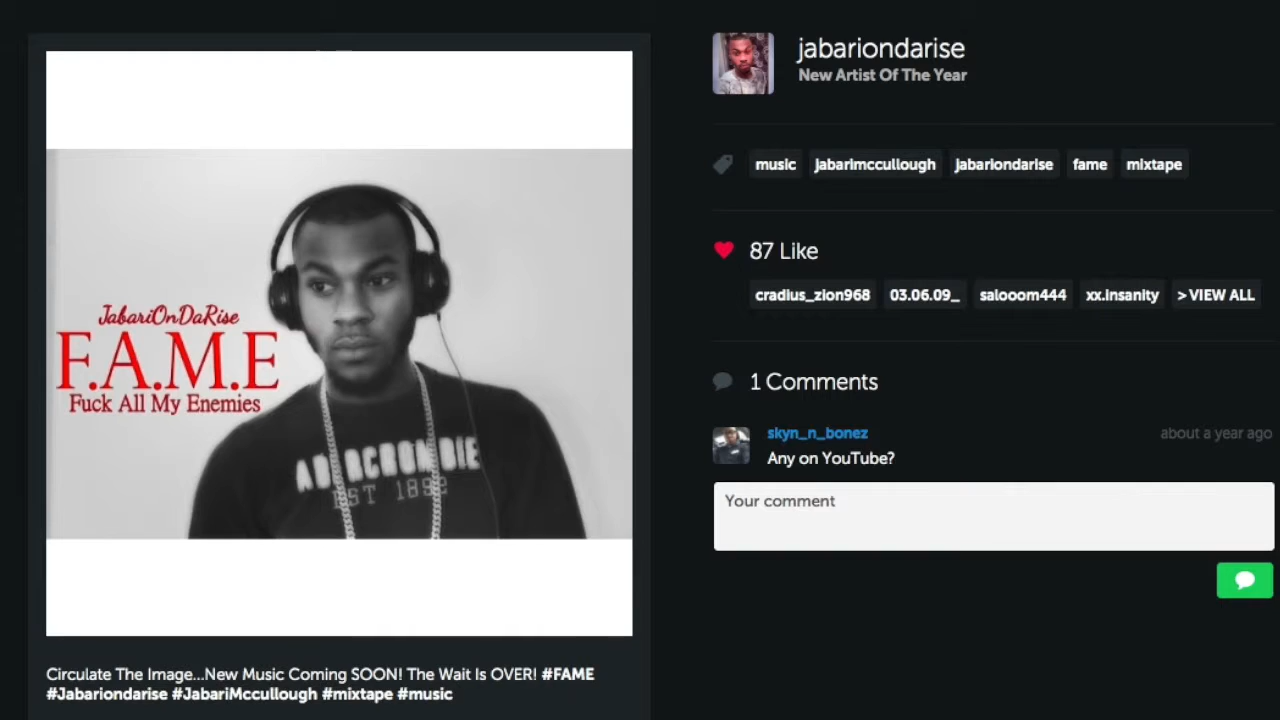 jabariondarise
New Artist Of The Year
music jabarimccullough jabariondarise fame mixtape
87 Like
cradius_zion968 03.06.09_ salooom444 xx.insanity > VIEW ALL
1 Comments
skyn_n_bonez about a year ago
Any on YouTube?
Your comment
JabariOnDaRise
F.A.M.E
Fuck All My Enemies
ABERCROMBIE
EST 1892
Circulate The Image...New Music Coming SOON! The Wait Is OVER! #FAME
#Jabariondarise #JabariMccullough #mixtape #music